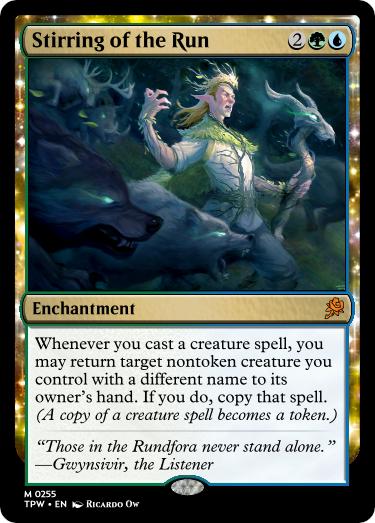 Stirring of the Run 2
Enchantment
Whenever you cast a creature spell, you
may return target nontoken creature you
control with a different name to its
owner's hand. If you do, copy that spell.
(A copy of a creature spell becomes a token.)
“Those in the Rundfora never stand alone.”
—Gwynsivir, the Listener
M 0255
TPW • EN Ricardo Ow